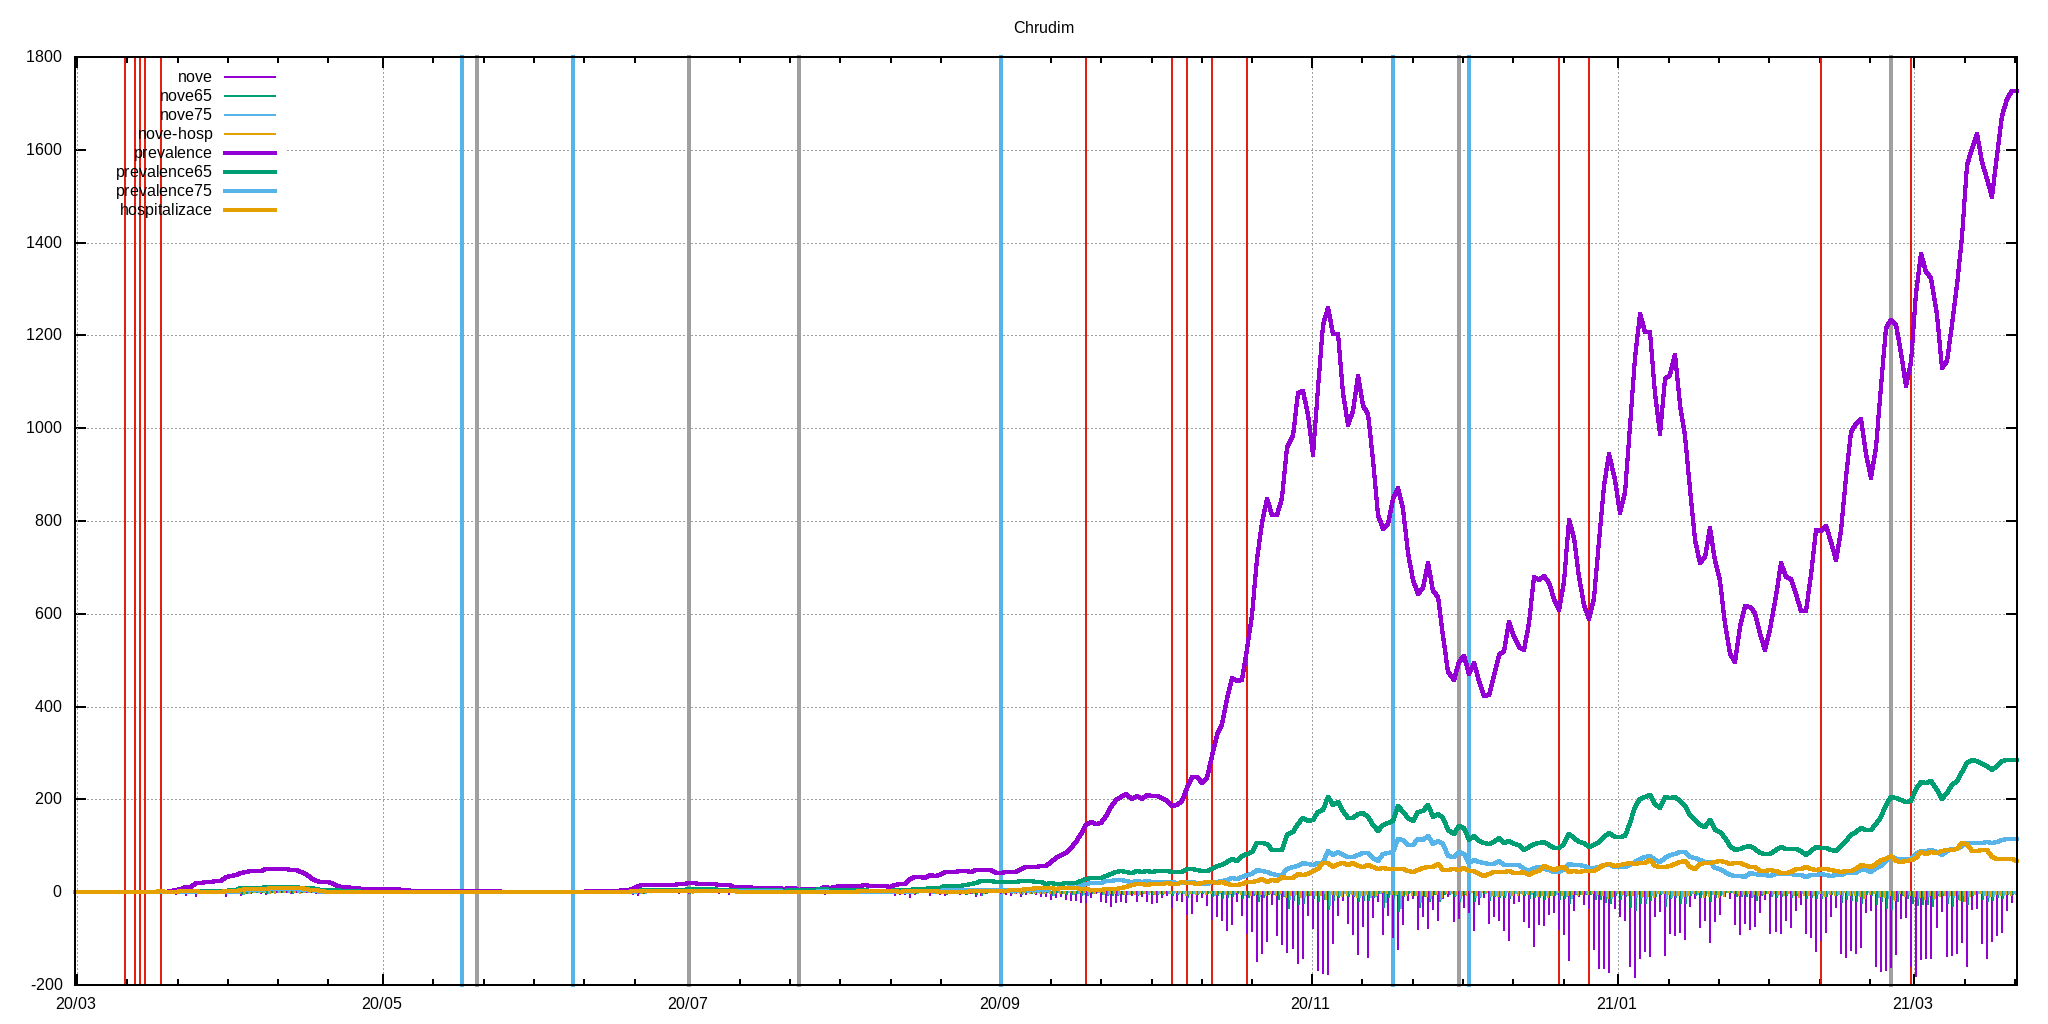 Chrudim
1800
1600
1400
1200
1000
800
600
400
200
0
-200
nove
nove65
nove75
nove-hosp
prevalence
prevalence65
prevalence75
hospitalizace
20/03 20/05 20/07 20/09 20/11 21/01 21/03